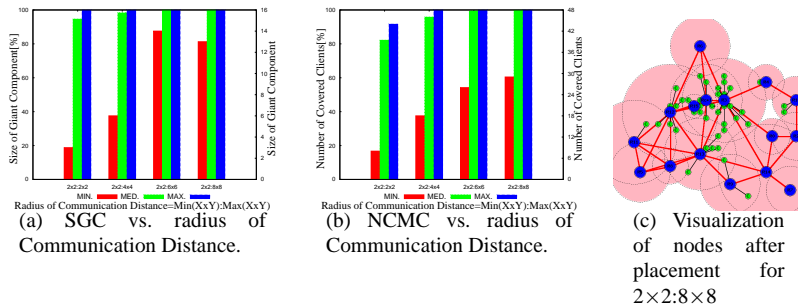 Size of Giant Component[%]
100
80
60
40
20
0
16
14
12
10
8
6
4
2
0
Size of Giant Component
2x2:2x2 2x2:4x4 2x2:6x6 2x2:8x8
MIN. MED. MAX.
Radius of Communication Distance=Min(XxY):Max(XxY)
(a) SGC vs. radius of
Communication Distance.
Number of Covered Clients[%]
100
80
60
40
20
0
48
42
36
30
24
18
12
6
0
Number of Covered Clients
2x2:2x2 2x2:4x4 2x2:6x6 2x2:8x8
MIN. MED. MAX.
Radius of Communication Distance=Min(XxY):Max(XxY)
(b) NCMC vs. radius of
Communication Distance.
(c) Visualization
of nodes after
placement for
2×2:8×8